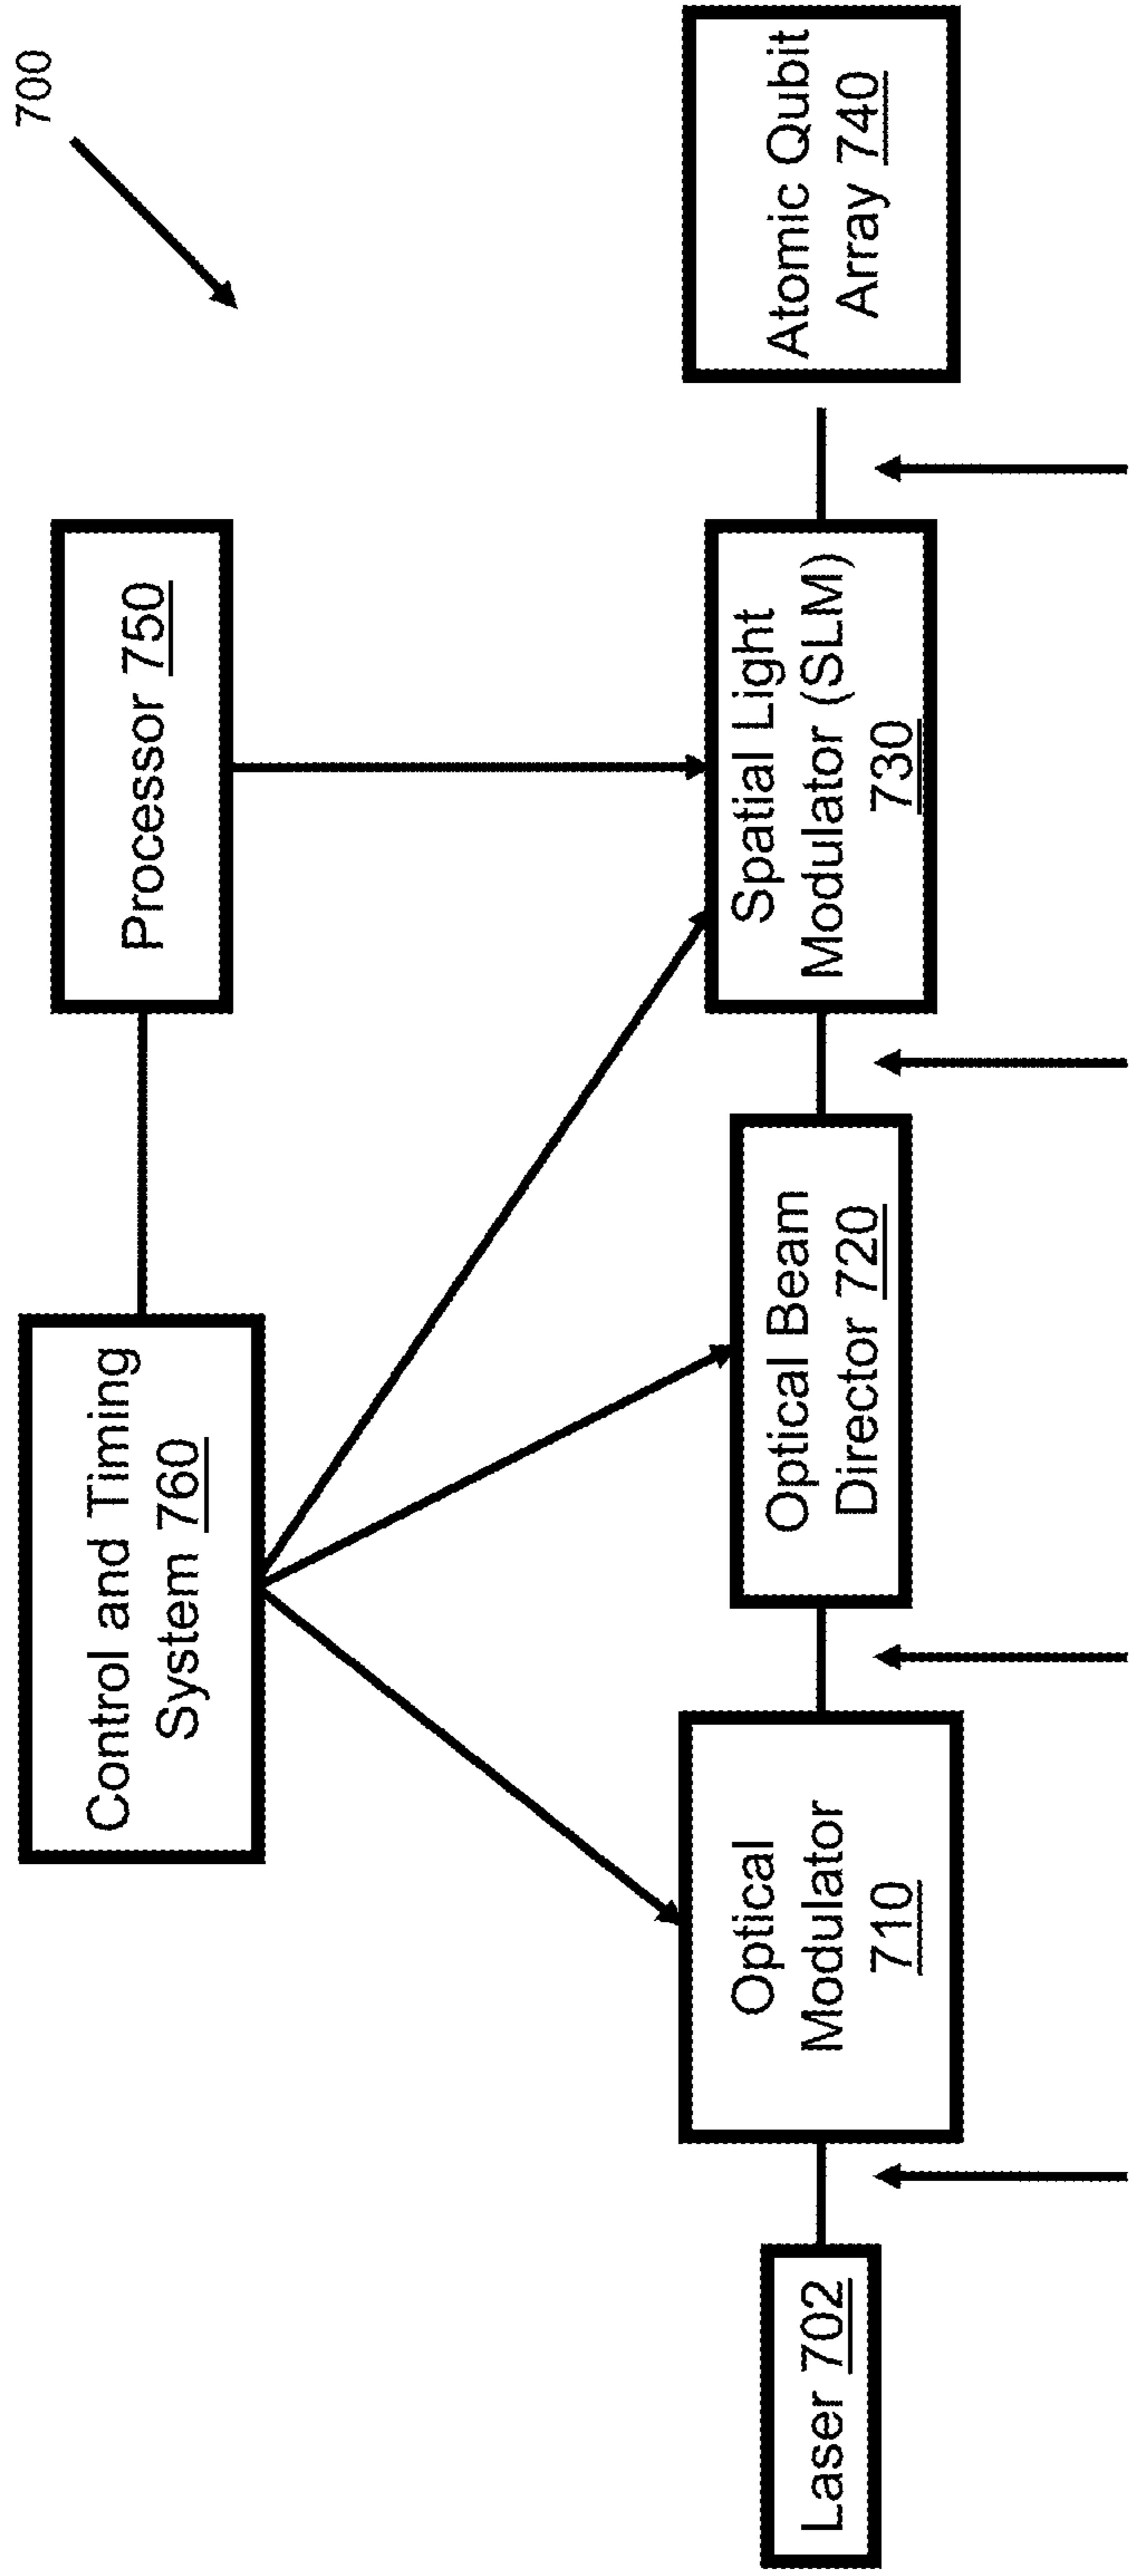 700
Control and Timing
System 760
Processor 750
Laser 702
Optical
Modulator
710
Optical Beam
Director 720
Spatial Light
Modulator (SLM)
730
Atomic Qubit
Array 740